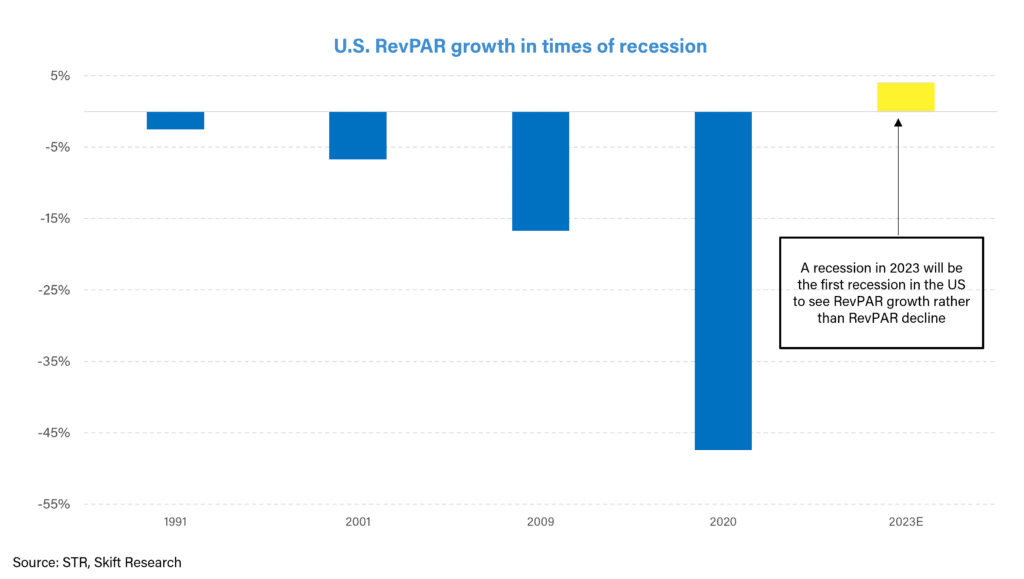 U.S. RevPAR growth in times of recession
5%
-5%
-15%
-25%
-35%
-45%
-55%
A recession in 2023 will be
the first recession in the US
to see RevPAR growth rather
than RevPAR decline
1991
2001
2009
2020
2023E
Source: STR, Skift Research